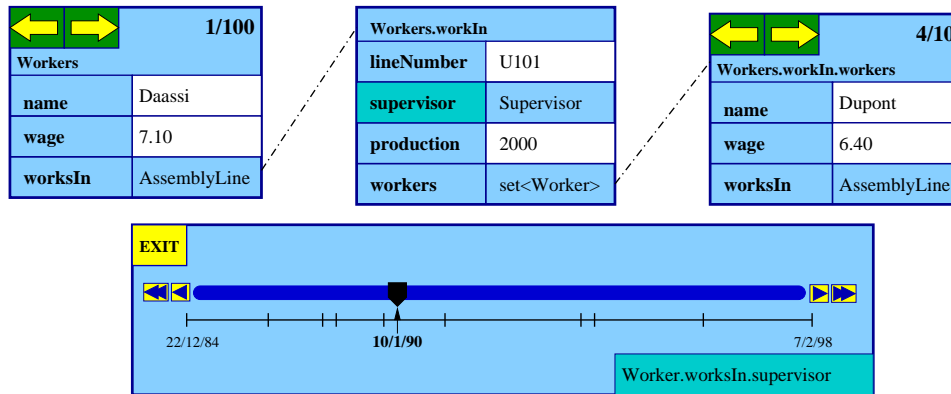 1/100
Workers
name Daassi
wage 7.10
worksIn AssemblyLine
Workers.workIn
lineNumber U101
supervisor Supervisor
production 2000
workers set<Worker>
4/10
Workers.workIn.workers
name Dupont
wage 6.40
worksIn AssemblyLine
EXIT
22/12/84 10/1/90 7/2/98
Worker.worksIn.supervisor